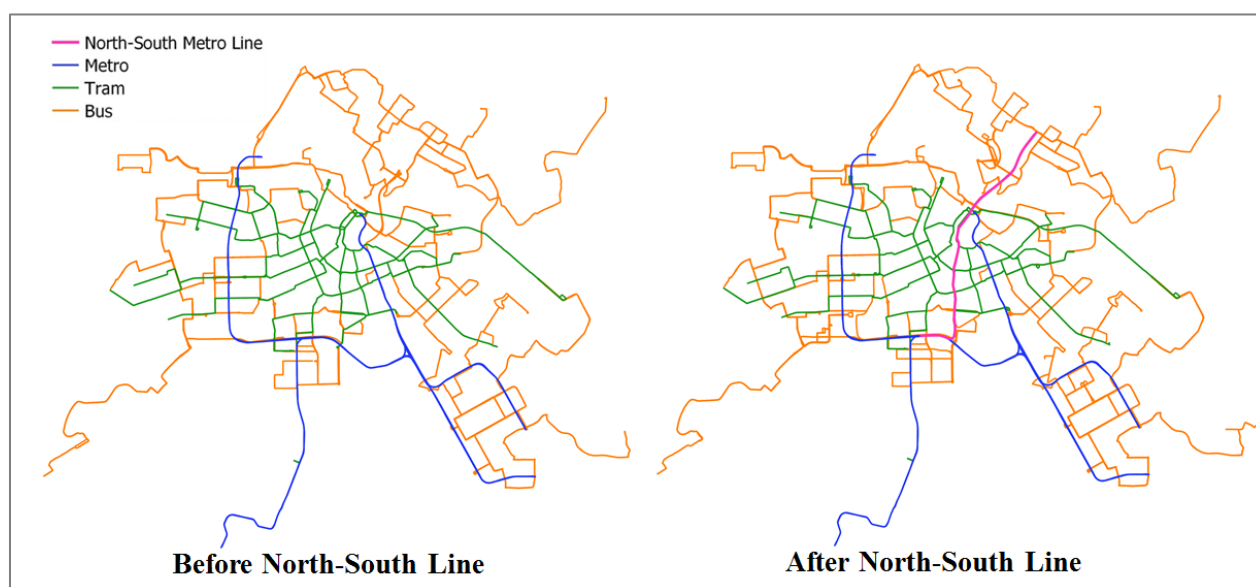 North-South Metro Line
Metro
Tram
Bus
Before North-South Line
After North-South Line